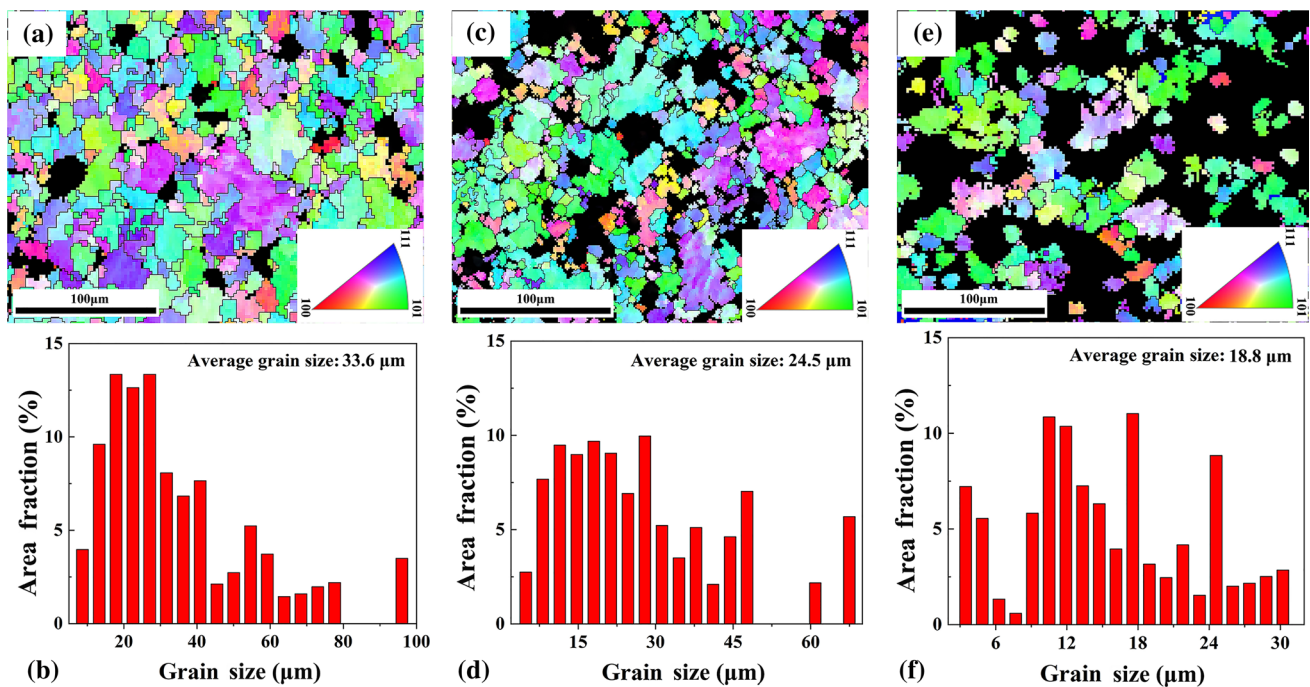 (a)
111
100
101
100μm
(c)
111
100
101
100μm
(e)
111
100
101
100μm
15
10
5
0
Area fraction (%)
Average grain size: 33.6 μm
20
40
60
80
100
Grain size (μm)
(b)
15
10
5
0
Area fraction (%)
Average grain size: 24.5 μm
15
30
45
60
Grain size (μm)
(d)
15
10
5
0
Area fraction (%)
Average grain size: 18.8 μm
6
12
18
24
30
Grain size (μm)
(f)